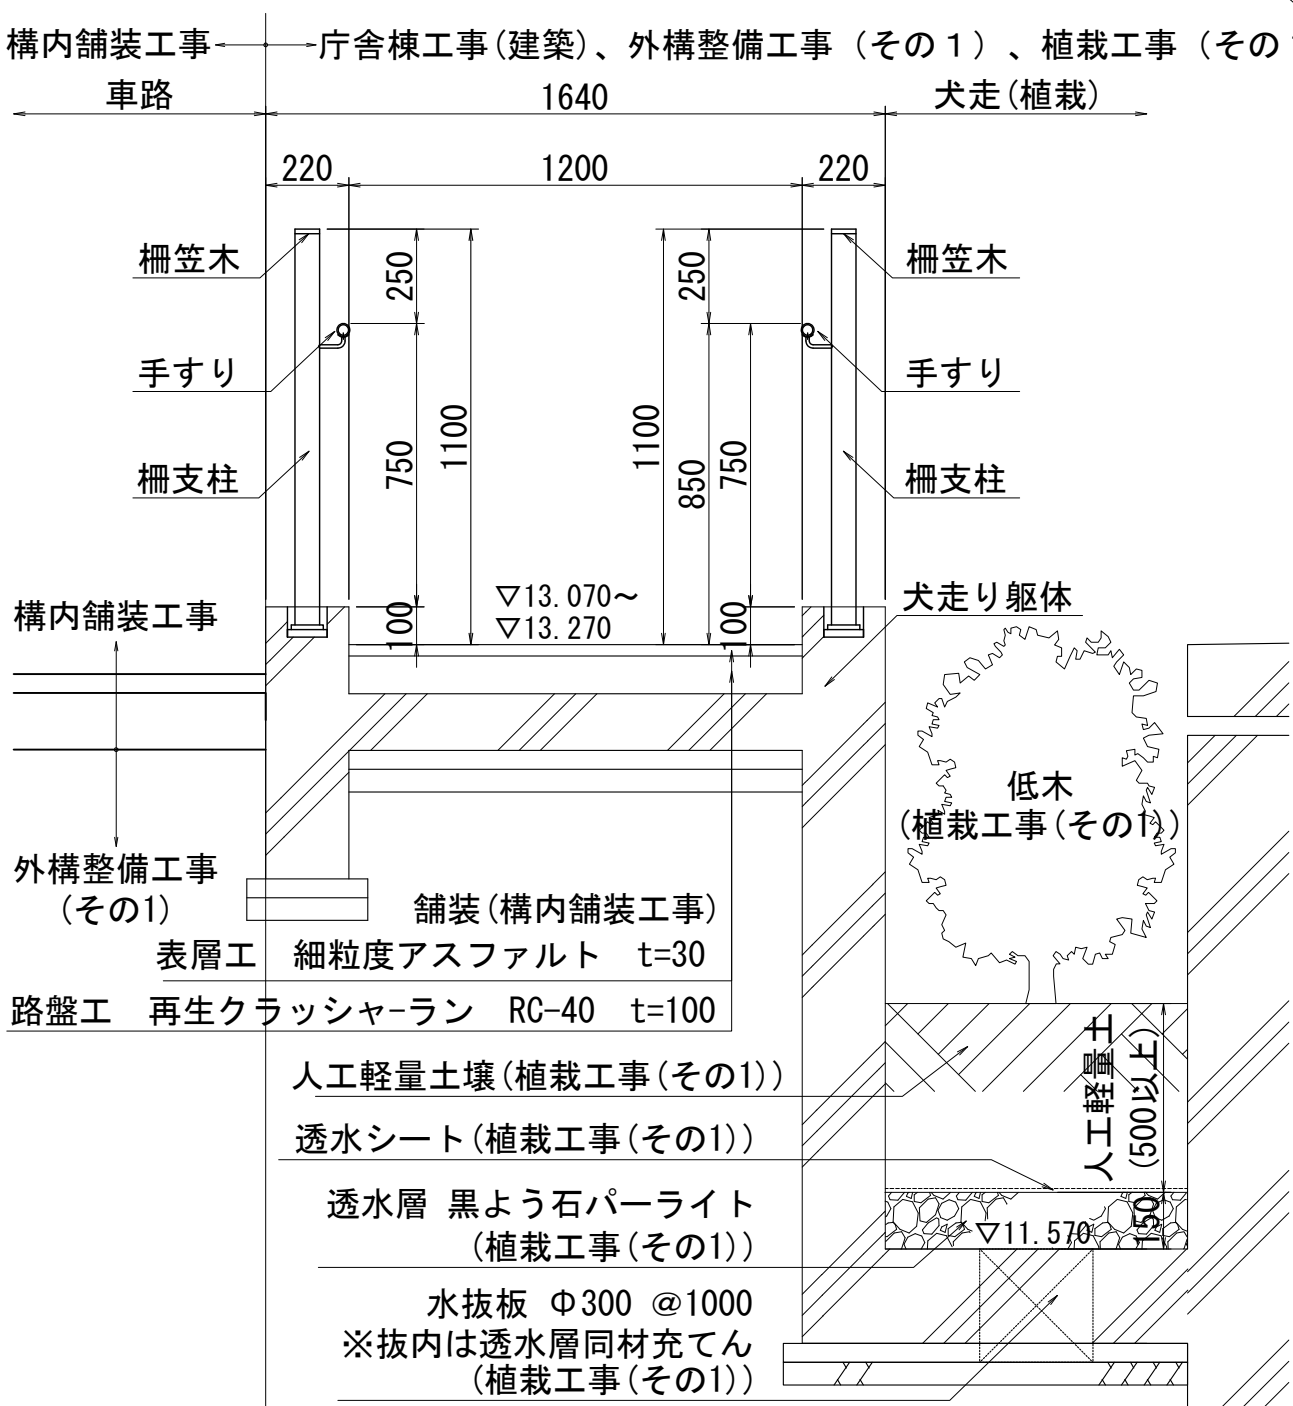 構内舗装工事
庁舎棟工事(建築)、外構整備工事（その１）、植栽工事（その
車路
1640
犬走(植栽)
220
1200
220
柵笠木
250
250
柵笠木
手すり
手すり
1100
1100
750
850
750
柵支柱
柵支柱
構内舗装工事
100
▽13.070～
▽13.270
100
犬走り躯体
低木
(植栽工事(その1))
外構整備工事
(その1)
舗装(構内舗装工事)
表層工 細粒度アスファルト t=30
路盤工 再生クラッシャ-ラン RC-40 t=100
人工軽量土壌(植栽工事(その1))
人工軽量土
(500以上)
透水シート(植栽工事(その1))
透水層 黒よう石パーライト
(植栽工事(その1))
150
▽11.570
水抜板 Φ300 @1000
※抜内は透水層同材充てん
(植栽工事(その1))